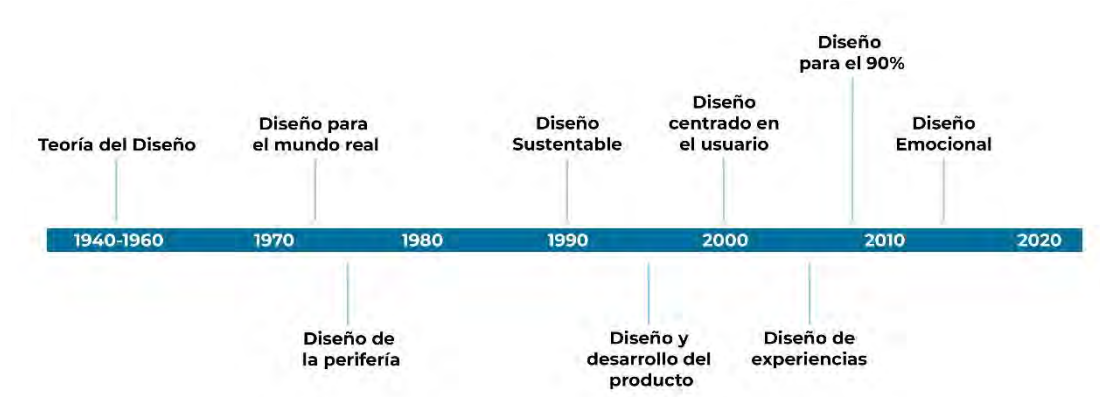 Diseño
para el 90%
Teoría del Diseño
Diseño para
el mundo real
Diseño
Sustentable
Diseño
centrado en
el usuario
Diseño
Emocional
1940-1960 1970 1980 1990 2000 2010 2020
Diseño de
la perifería
Diseño y
desarrollo del
producto
Diseño de
experiencias